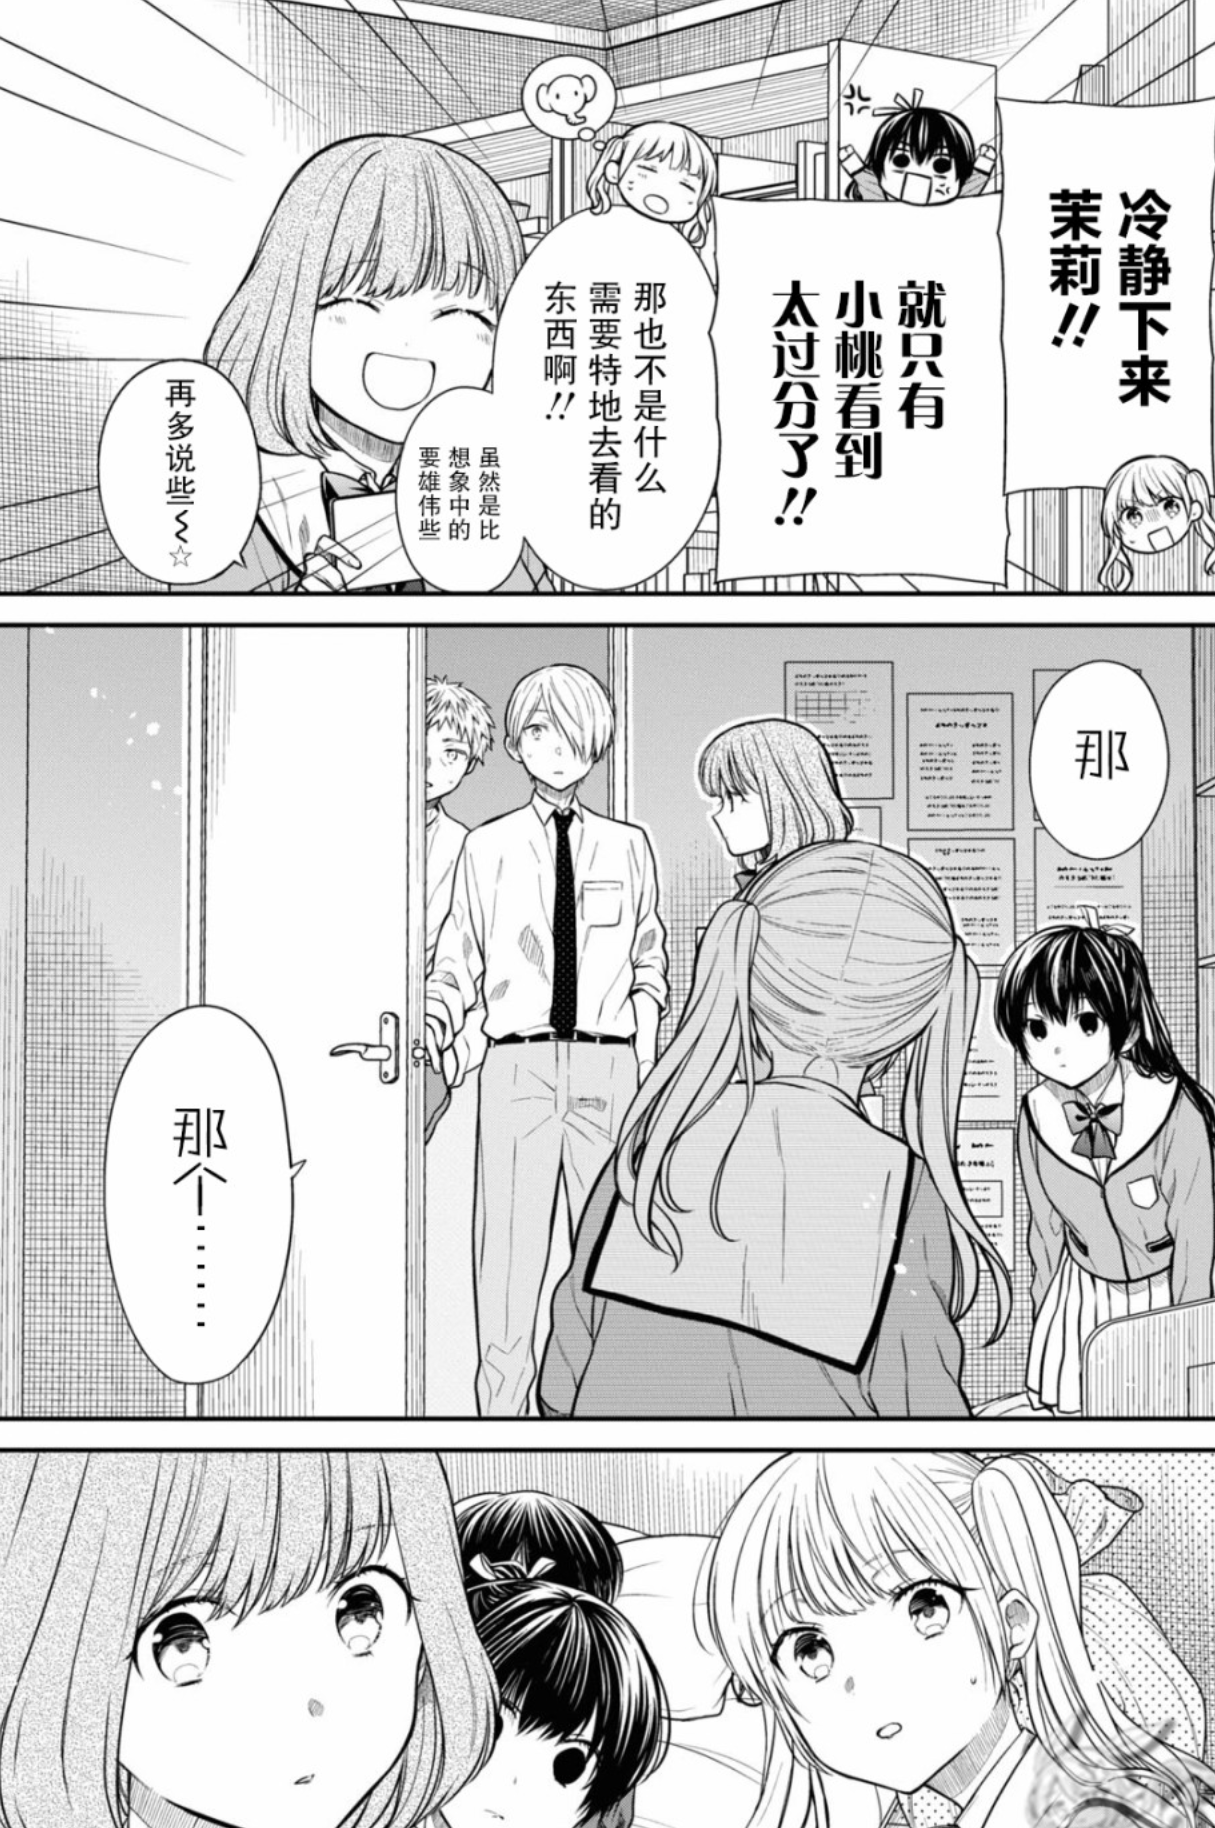 冷静下来
茉莉!!
就只有
小桃看到
太过分了!!
那也不是什么
需要特地去看的
东西啊!!
虽然是比
想象中的
要雄伟些
再多说些～☆
那
那个………